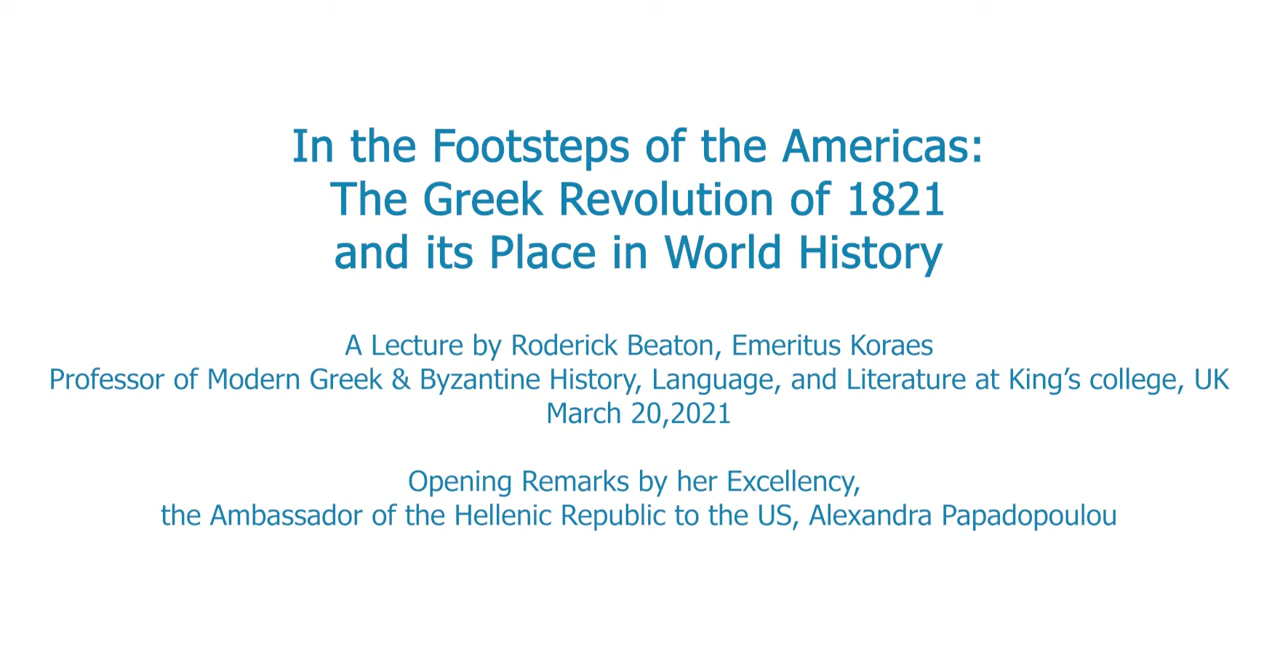 In the Footsteps of the Americas:
The Greek Revolution of 1821
and its Place in World History
A Lecture by Roderick Beaton, Emeritus Koraes
Professor of Modern Greek & Byzantine History, Language, and Literature at King's college, UK
March 20,2021
Opening Remarks by her Excellency,
the Ambassador of the Hellenic Republic to the US, Alexandra Papadopoulou